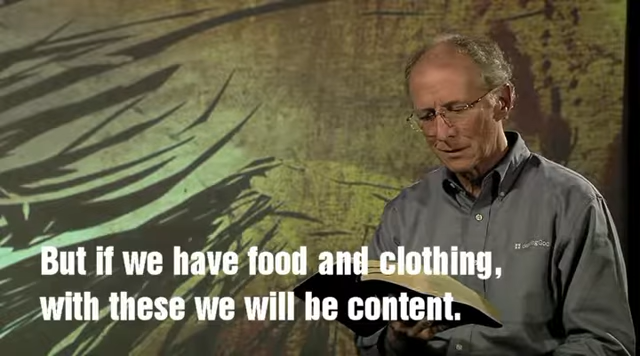 But if we have food and clothing,
with these we will be content.